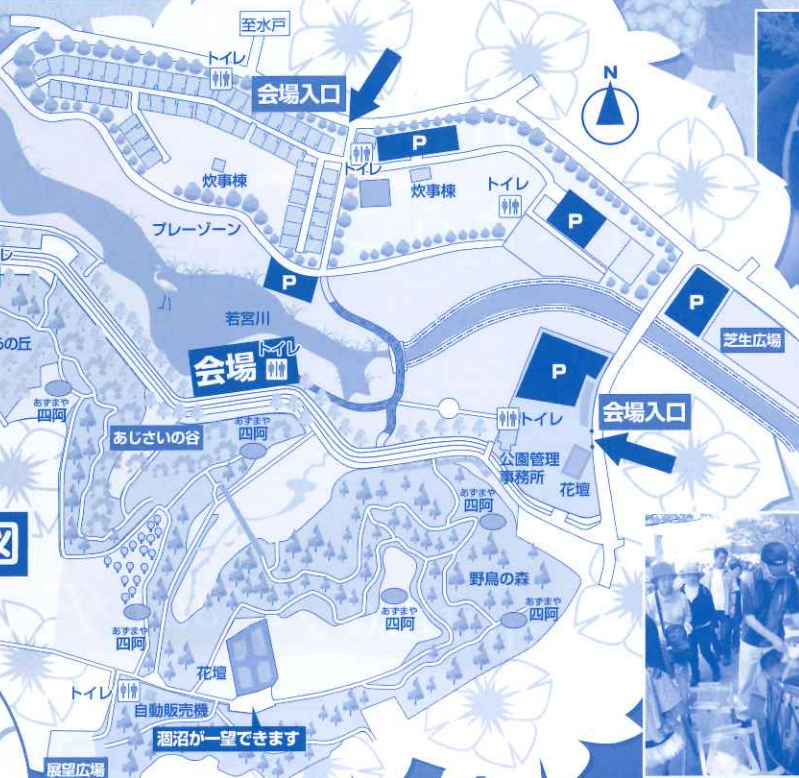 至水戸
トイレ
会場入口
N
P
トイレ
炊事棟
炊事棟
トイレ
P
プレーゾーン
P
P
若宮川
芝生広場
会場
トイレ
P
会場入口
トイレ
公園管理
事務所
花壇
の丘
あずまや
四阿
あじさいの谷
あずまや
四阿
あずまや
四阿
野鳥の森
あずまや
四阿
あずまや
四阿
あずまや
四阿
図
花壇
トイレ
自動販売機
涸沼が一望できます
展望広場